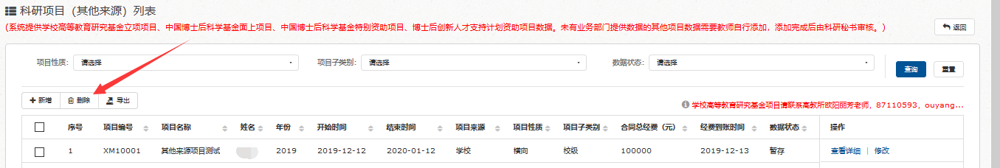 科研项目（其他来源）列表
(系统提供学校高等教育研究基金立项项目、中国博士后科学基金面上项目、中国博士后科学基金特别资助项目、博士后创新人才支持计划资助项目数据。未有业务部门提供数据的其他项目数据需要教师自行添加，添加完成后由科研秘书审核。)
返回
项目性质: 请选择 项目子类别: 请选择 数据状态: 请选择 查询 重置
新增 删除 导出
学校高等教育研究基金项目请联系高教所欧阳丽芳老师，87110593，ouyang...
序号 项目编号 项目名称 姓名 年份 开始时间 结束时间 项目来源 项目性质 项目子类别 合同总经费（元） 经费到账时间 数据状态 操作
1 XM10001 其他来源项目测试 2019 2019-12-12 2020-01-12 学校 横向 校级 100000 2019-12-13 暂存 查看详细 | 修改